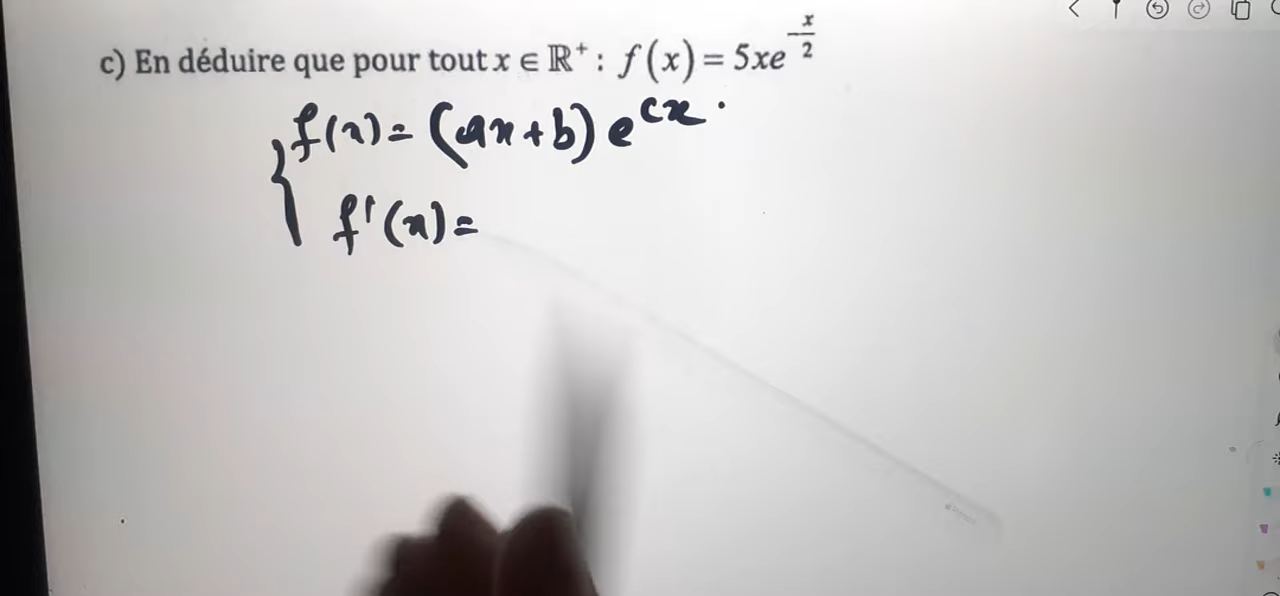 c) En déduire que pour tout x ∈ ℝ⁺ : f(x) = 5xe^{-x/2}
f(x) = (ax+b) e^{cx}.
f'(x) =